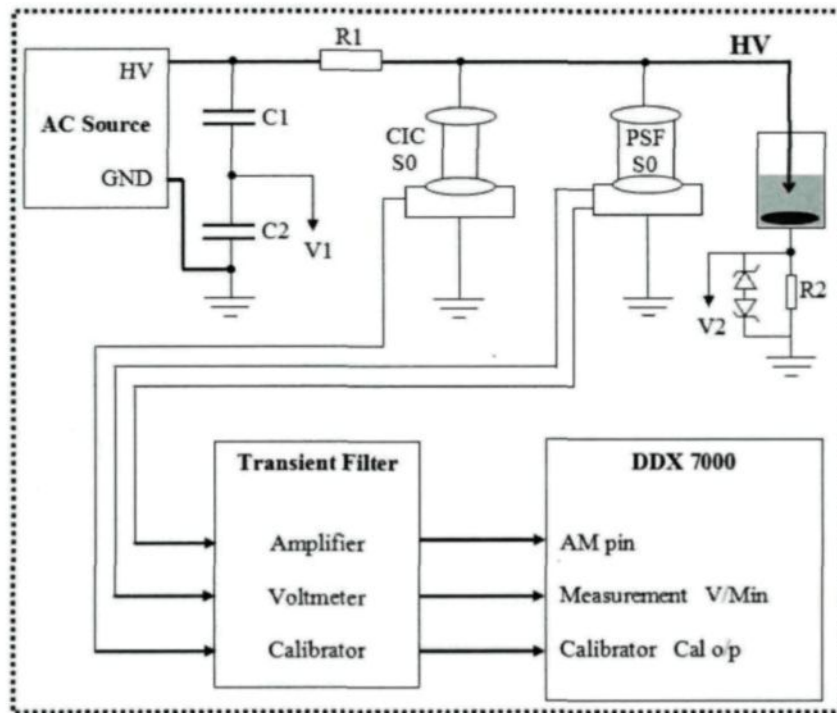 R1
HV
HV
AC Source
C1
CIC
S0
PSF
S0
GND
C2
V1
R2
V2
Transient Filter
DDX 7000
Amplifier
AM pin
Voltmeter
Measurement V/Min
Calibrator
Calibrator Cal o/p